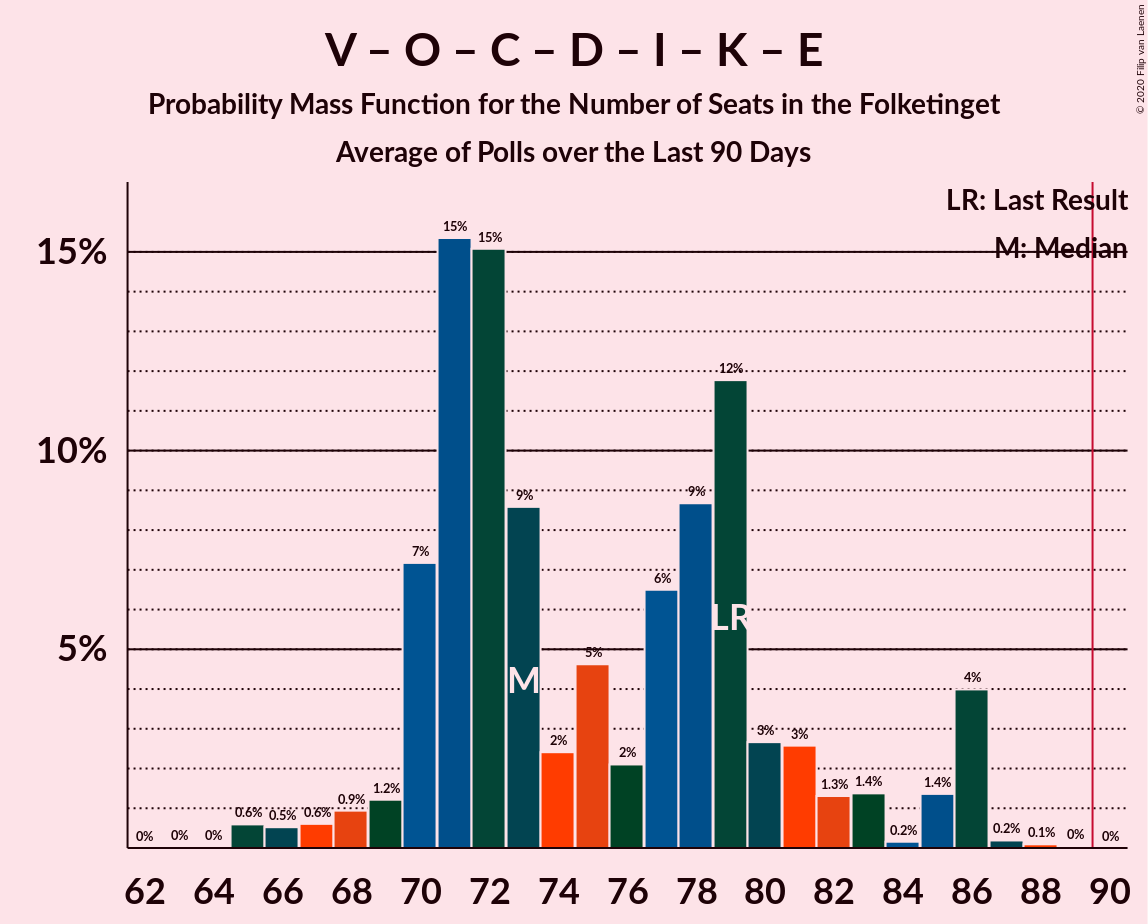 V – O – C – D – I – K – E
Probability Mass Function for the Number of Seats in the Folketinget
Average of Polls over the Last 90 Days
© 2020 Filip van Laenen
LR: Last Result
M: Median
15%
10%
5%
0% 0% 0% 0.6% 0.5% 0.6% 0.9% 1.2% 7% 15% 15% 9% 2% 5% 2% 6% 9% 12% 3% 3% 1.3% 1.4% 0.2% 1.4% 4% 0.2% 0.1% 0% 0%
M
LR
62 64 66 68 70 72 74 76 78 80 82 84 86 88 90